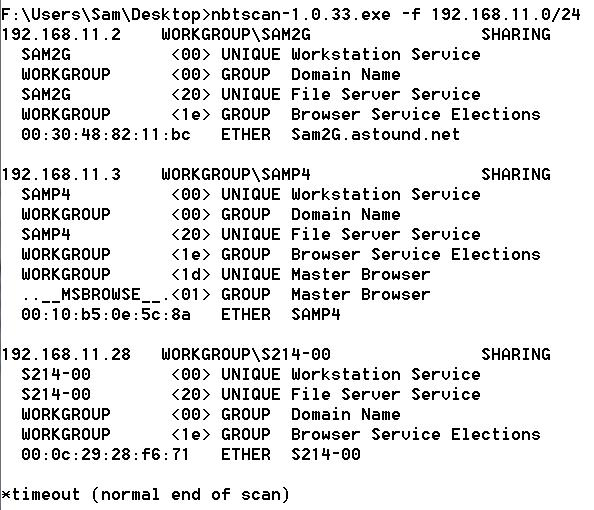 F:\Users\Sam\Desktop>nbtscan-1.0.33.exe -f 192.168.11.0/24
192.168.11.2    WORKGROUP\SAM2G                 SHARING
  SAM2G          <00> UNIQUE Workstation Service
  WORKGROUP      <00> GROUP  Domain Name
  SAM2G          <20> UNIQUE File Server Service
  WORKGROUP      <1e> GROUP  Browser Service Elections
  00:30:48:82:11:bc   ETHER  Sam2G.astound.net

192.168.11.3    WORKGROUP\SAMP4                 SHARING
  SAMP4          <00> UNIQUE Workstation Service
  WORKGROUP      <00> GROUP  Domain Name
  SAMP4          <20> UNIQUE File Server Service
  WORKGROUP      <1e> GROUP  Browser Service Elections
  WORKGROUP      <1d> UNIQUE Master Browser
  ..__MSBROWSE__.<01> GROUP  Master Browser
  00:10:b5:0e:5c:8a   ETHER  SAMP4

192.168.11.28   WORKGROUP\S214-00               SHARING
  S214-00        <00> UNIQUE Workstation Service
  S214-00        <20> UNIQUE File Server Service
  WORKGROUP      <00> GROUP  Domain Name
  WORKGROUP      <1e> GROUP  Browser Service Elections
  00:0c:29:28:f6:71   ETHER  S214-00

*timeout (normal end of scan)